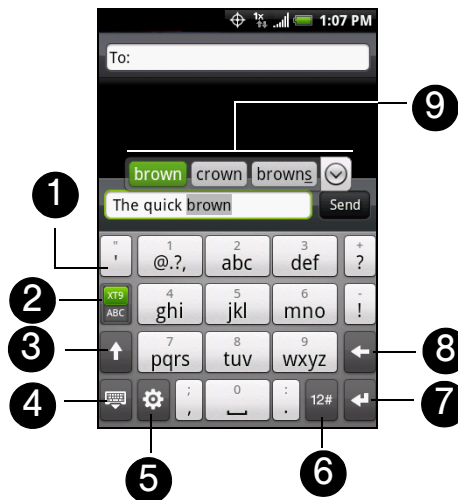 1x 1:07 PM
To:
9
brown crown browns
1
The quick brown Send
" ' 1 @.?, 2 abc 3 def + ?
2
XT9 ABC 4 ghi 5 jkl 6 mno - !
3
7 pqrs 8 tuv 9 wxyz
8
4
; , 0 : . 12#
7
5
6